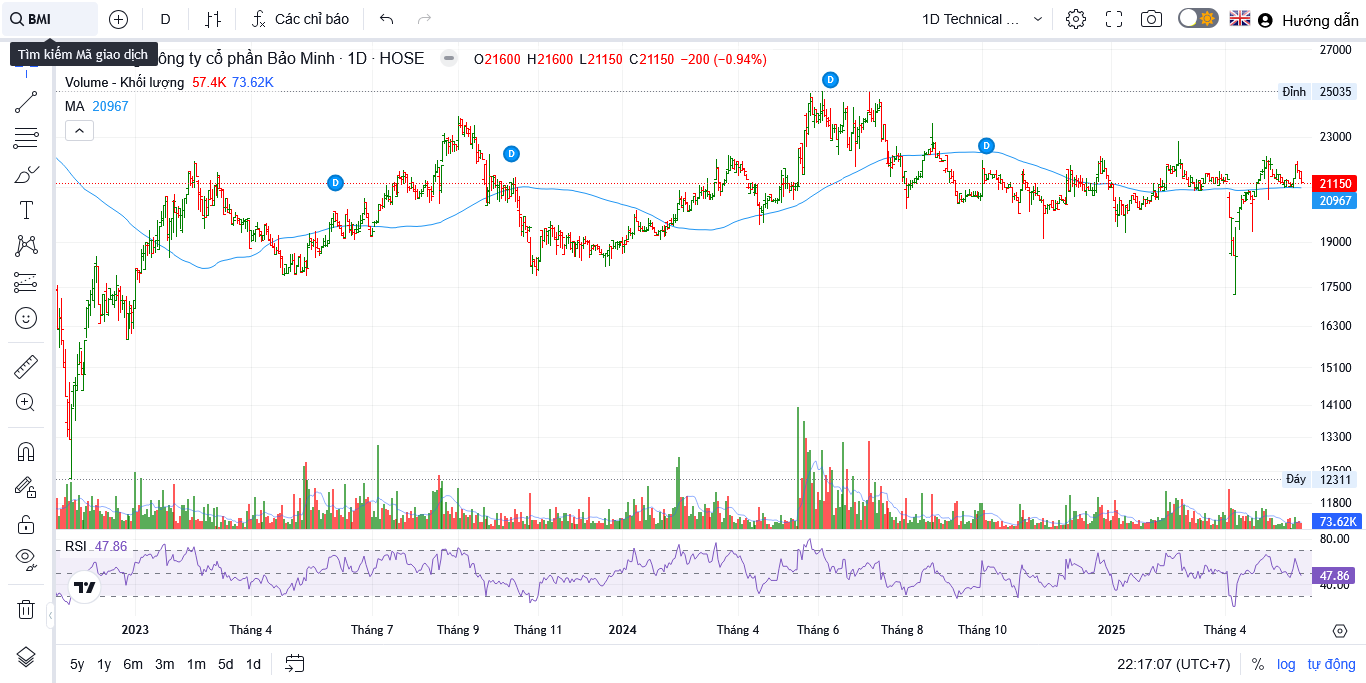 BMI
D
Các chỉ báo
1D Technical ...
Hướng dẫn
Tìm kiếm Mã giao dịch
ông ty cổ phần Bảo Minh · 1D · HOSE
O21600 H21600 L21150 C21150 −200 (−0.94%)
Volume - Khối lượng 57.4K 73.62K
MA 20967
D
D
D
D
27000
Đỉnh 25035
23000
21150
20967
19000
17500
16300
15100
14100
13300
12500
Đáy 12311
11800
73.62K
RSI 47.86
80.00
47.86
40.00
2023 Tháng 4 Tháng 7 Tháng 9 Tháng 11 2024 Tháng 4 Tháng 6 Tháng 8 Tháng 10 2025 Tháng 4
5y 1y 6m 3m 1m 5d 1d
22:17:07 (UTC+7) % log tự động